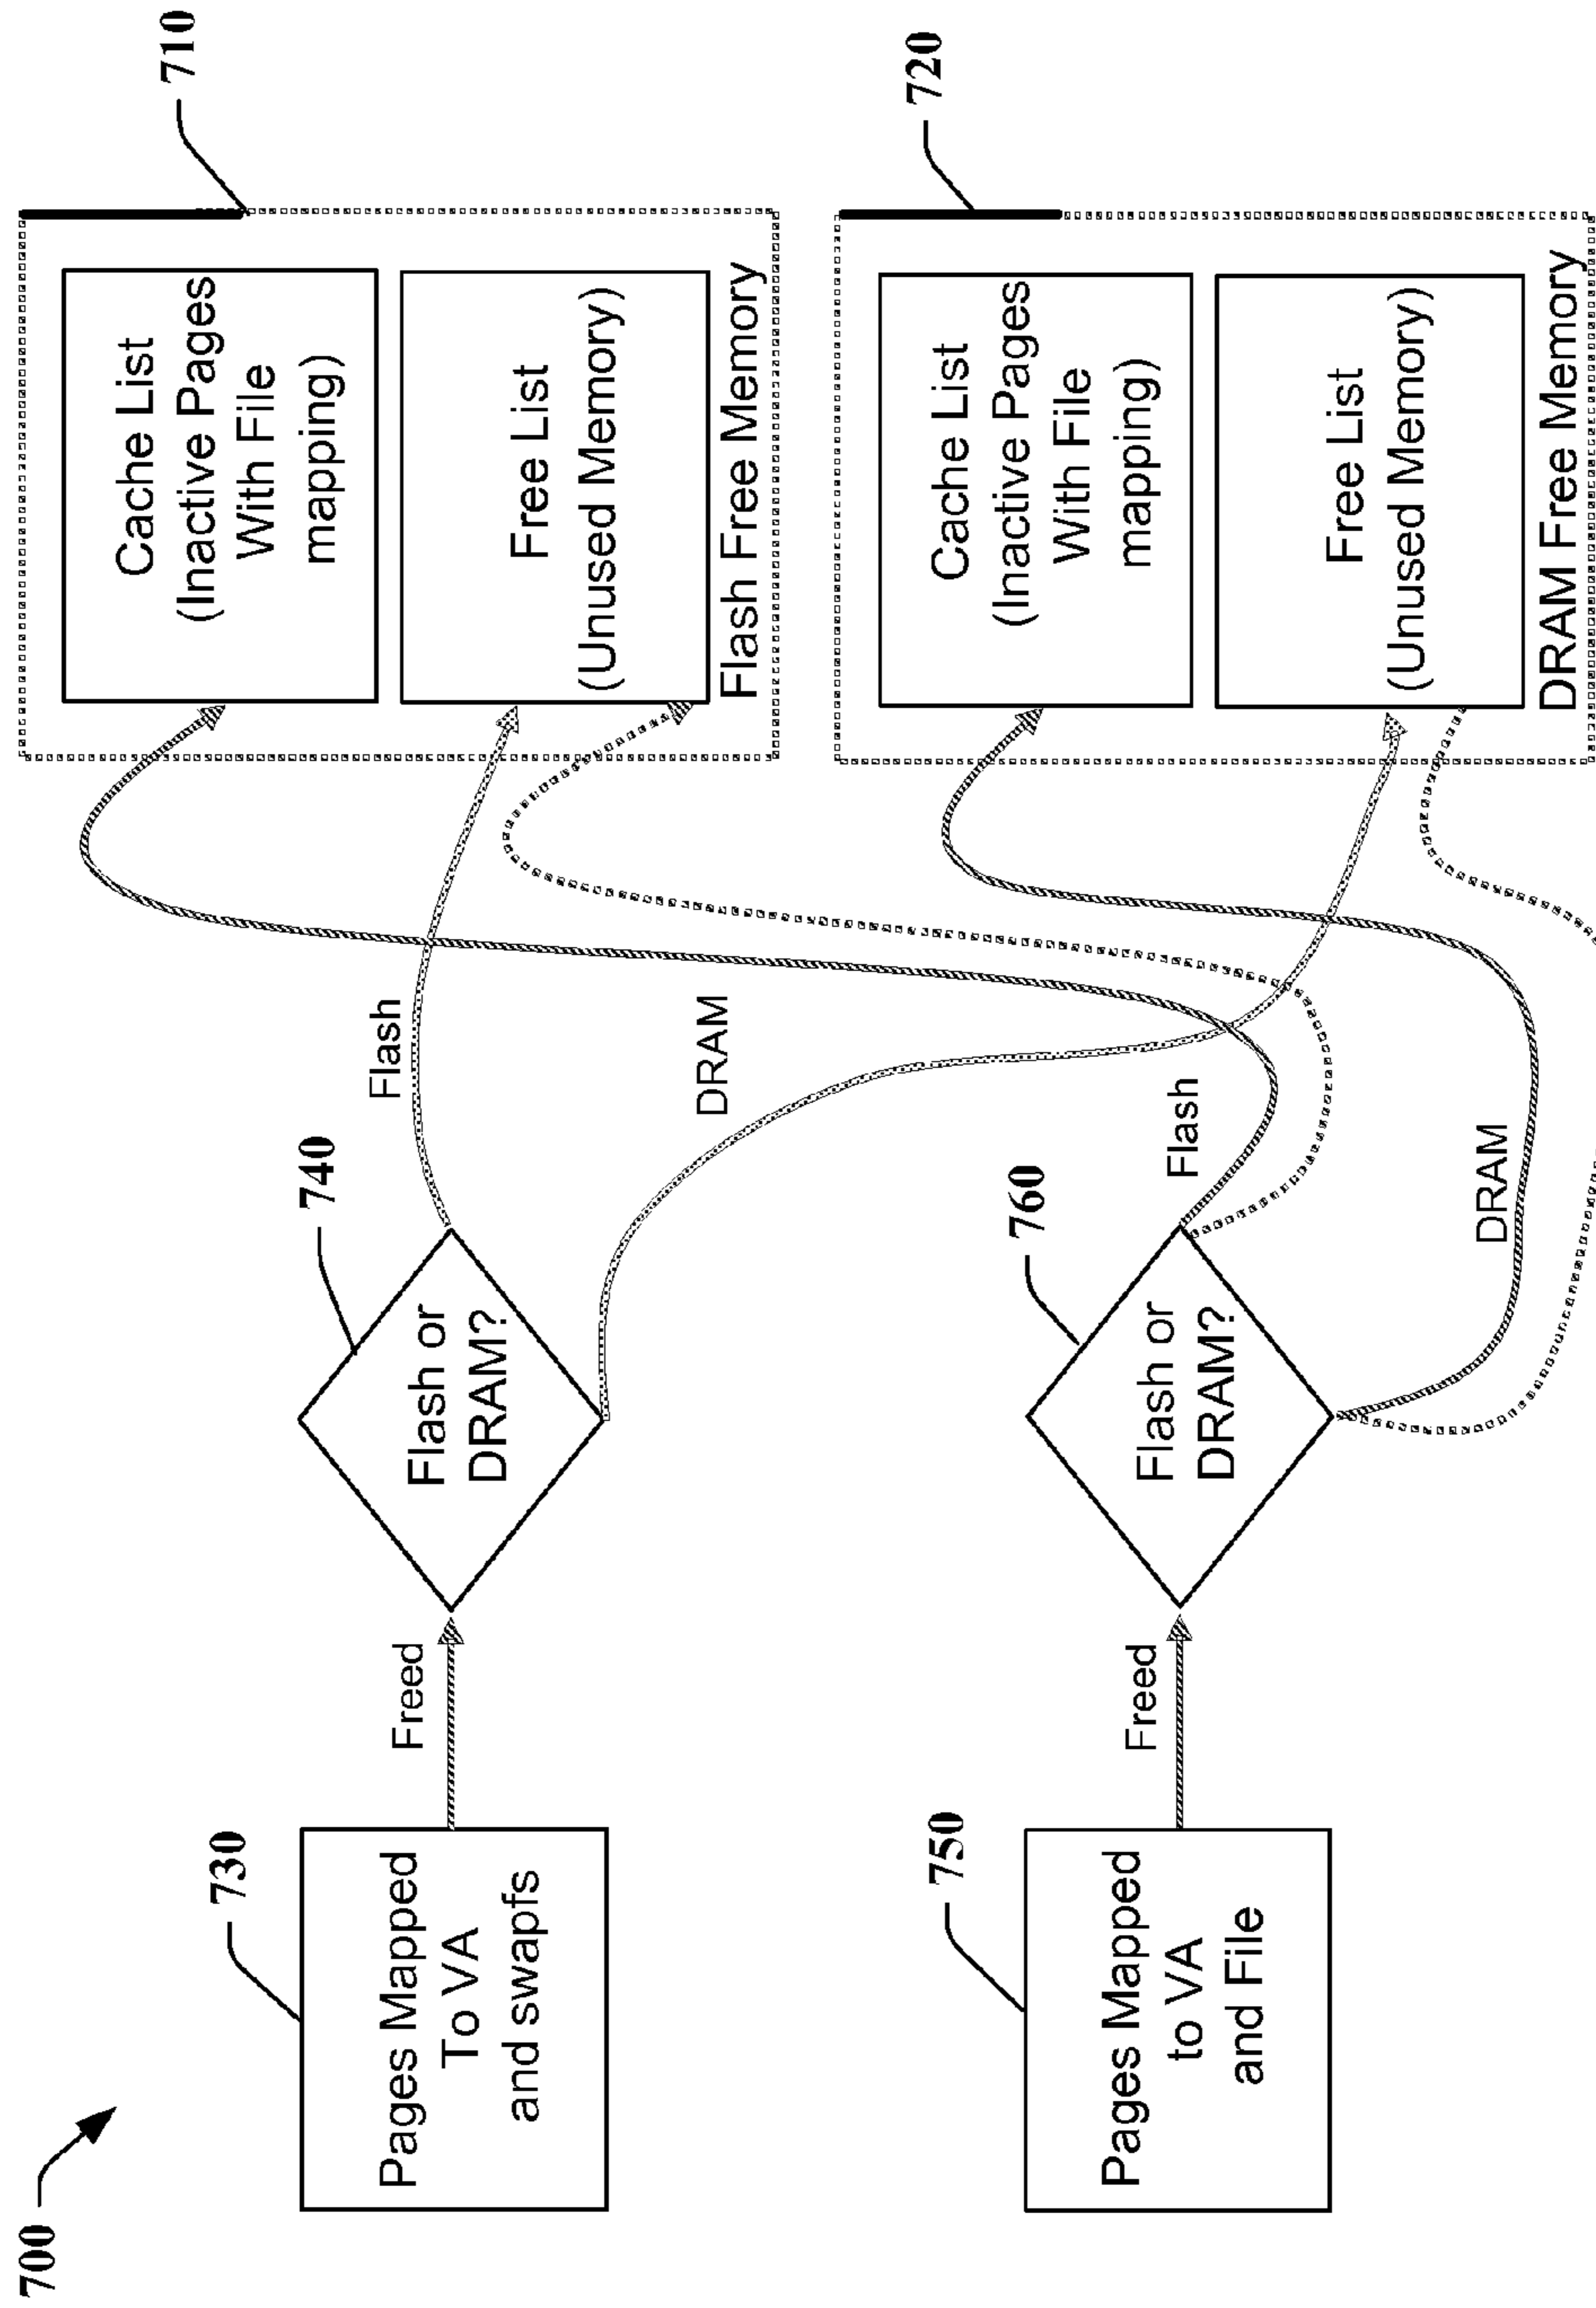 700
730
Pages Mapped
To VA
and swapfs
Freed
740
Flash or
DRAM?
Flash
DRAM
710
Cache List
(Inactive Pages
With File
mapping)
Free List
(Unused Memory)
Flash Free Memory
750
Pages Mapped
to VA
and File
Freed
760
Flash or
DRAM?
Flash
DRAM
720
Cache List
(Inactive Pages
With File
mapping)
Free List
(Unused Memory)
DRAM Free Memory